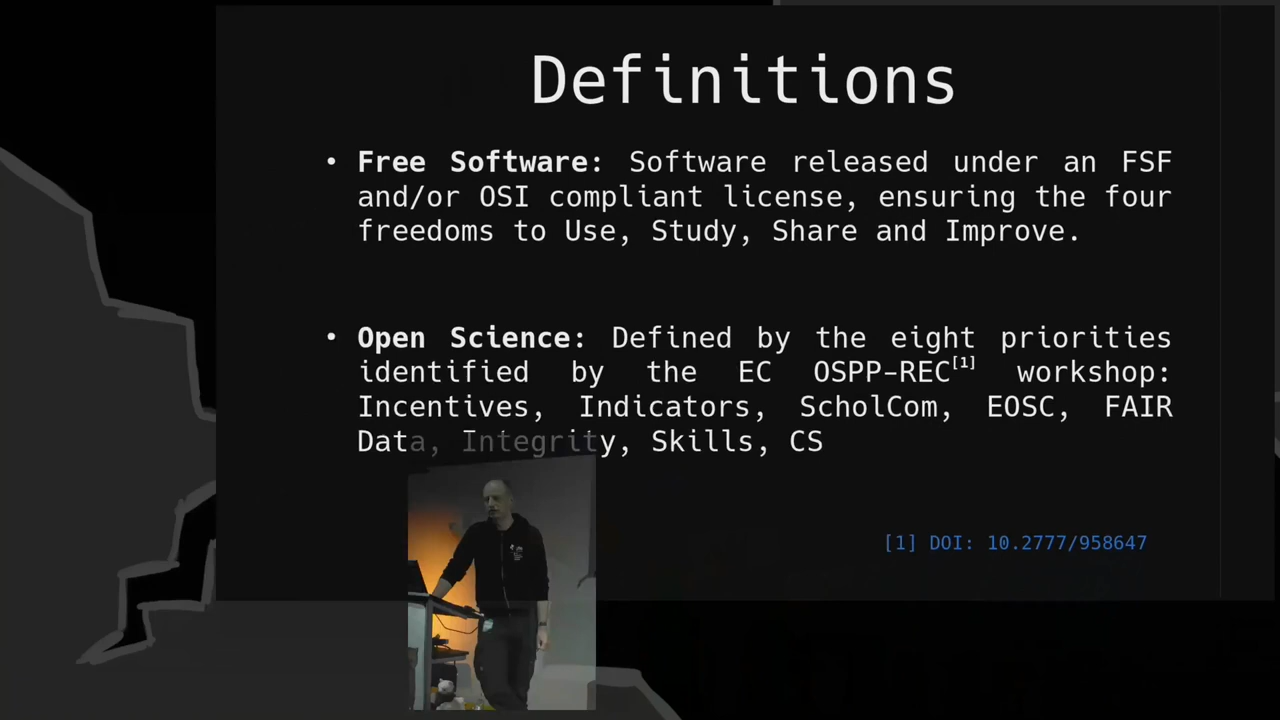 Definitions
• Free Software: Software released under an FSF
and/or OSI compliant license, ensuring the four
freedoms to Use, Study, Share and Improve.
• Open Science: Defined by the eight priorities
identified by the EC OSPP-REC[1] workshop:
Incentives, Indicators, ScholCom, EOSC, FAIR
Data, Integrity, Skills, CS
[1] DOI: 10.2777/958647